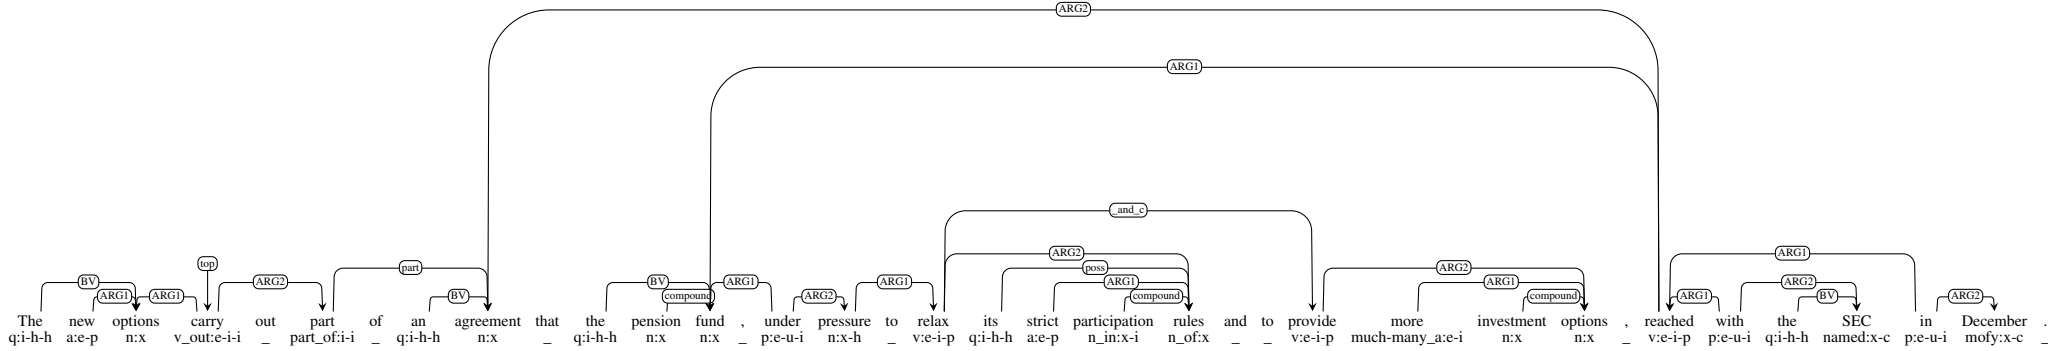 ARG2
ARG1
_and_c
top ARG2 ARG1
part poss ARG2
BV ARG2 BV ARG1 ARG1 ARG1 ARG1 ARG2
ARG1 ARG1 BV compound ARG2 compound compound ARG1 BV ARG2
The new options carry out part of an agreement that the pension fund , under pressure to relax its strict participation rules and to provide more investment options , reached with the SEC in December .
q:i-h-h a:e-p n:x v_out:e-i-i _ part_of:i-i _ q:i-h-h n:x _ q:i-h-h n:x n:x _ p:e-u-i n:x-h _ v:e-i-p q:i-h-h a:e-p n_in:x-i n_of:x _ _ v:e-i-p much-many_a:e-i n:x n:x _ v:e-i-p p:e-u-i q:i-h-h named:x-c p:e-u-i mofy:x-c _